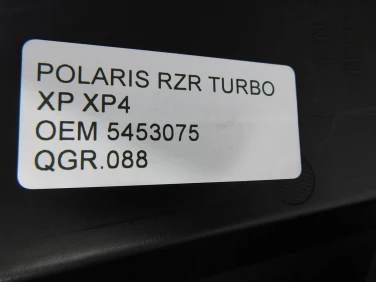 POLARIS RZR TURBO
XP XP4
OEM 5453075
QGR.088